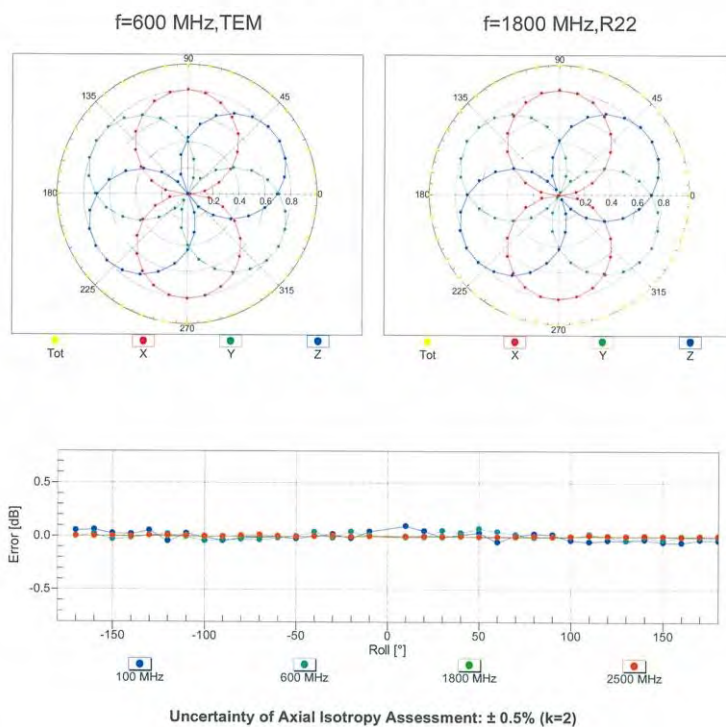 f=600 MHz,TEM
f=1800 MHz,R22
90
135
45
180
0.2 0.4 0.6 0.8
0
225
315
270
Tot X Y Z
90
135
45
180
0.2 0.4 0.6 0.8
0
225
315
270
Tot X Y Z
Error [dB]
0.5
0.0
-0.5
-150 -100 -50 0 50 100 150
Roll [°]
100 MHz 600 MHz 1800 MHz 2500 MHz
Uncertainty of Axial Isotropy Assessment: ± 0.5% (k=2)